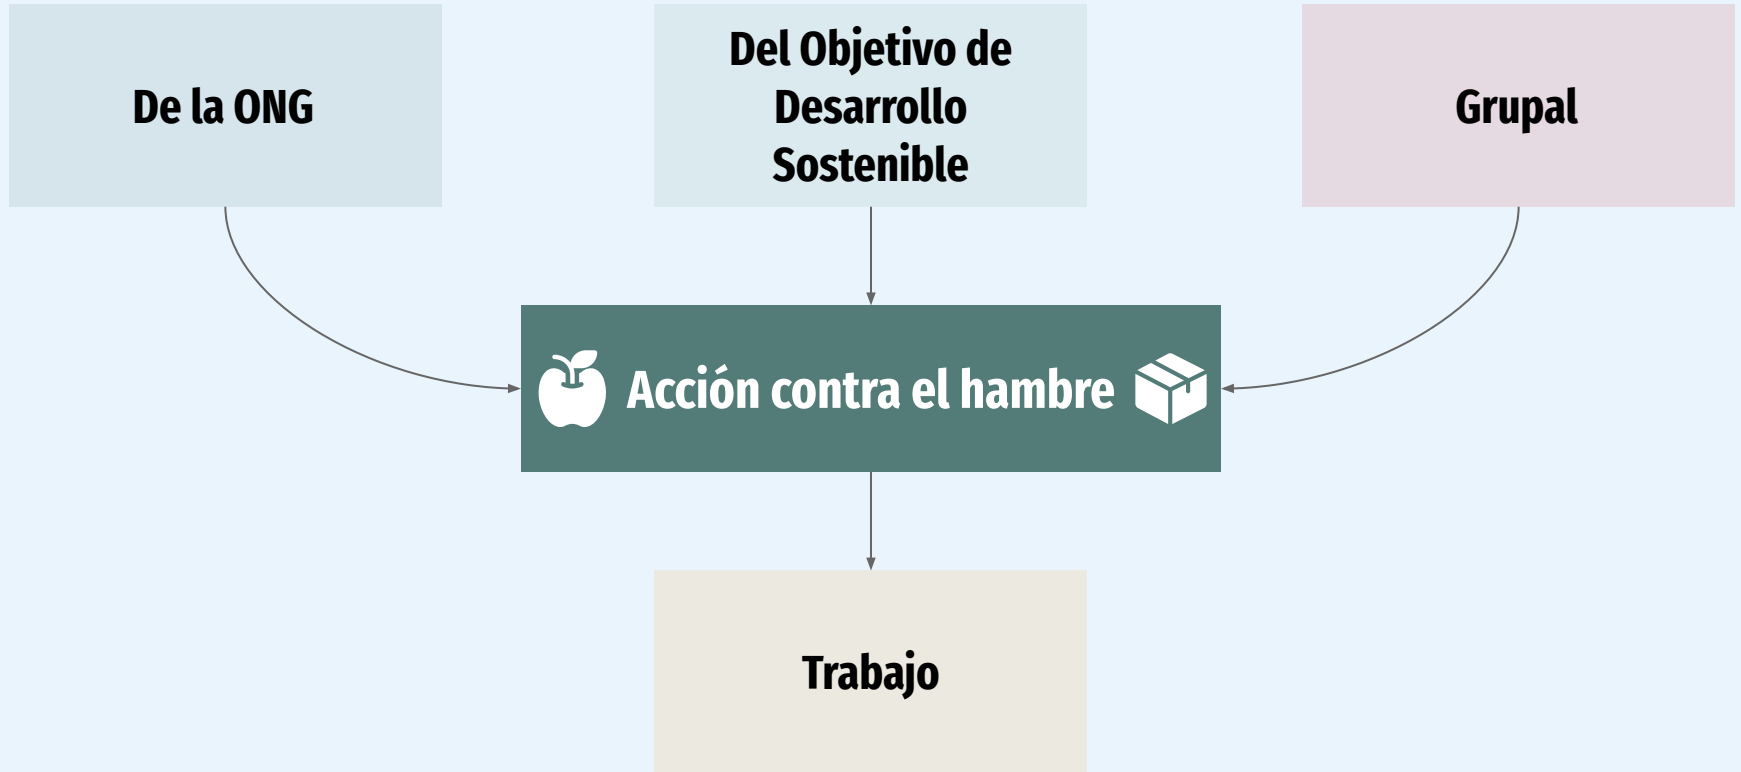 De la ONG
Del Objetivo de
Desarrollo
Sostenible
Grupal
Acción contra el hambre
Trabajo